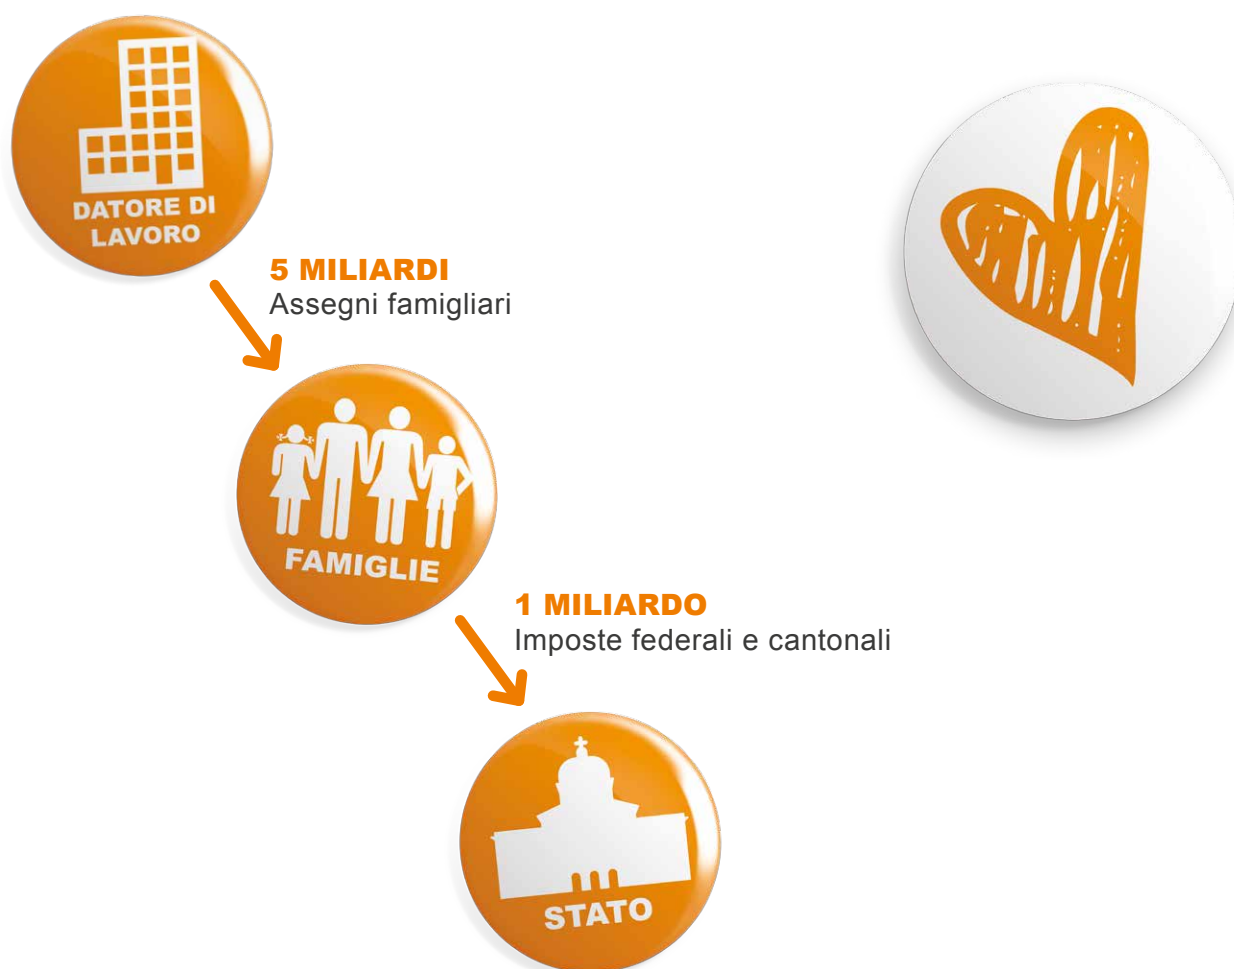 DATORE DI
LAVORO
5 MILIARDI
Assegni famigliari
FAMIGLIE
1 MILIARDO
Imposte federali e cantonali
STATO